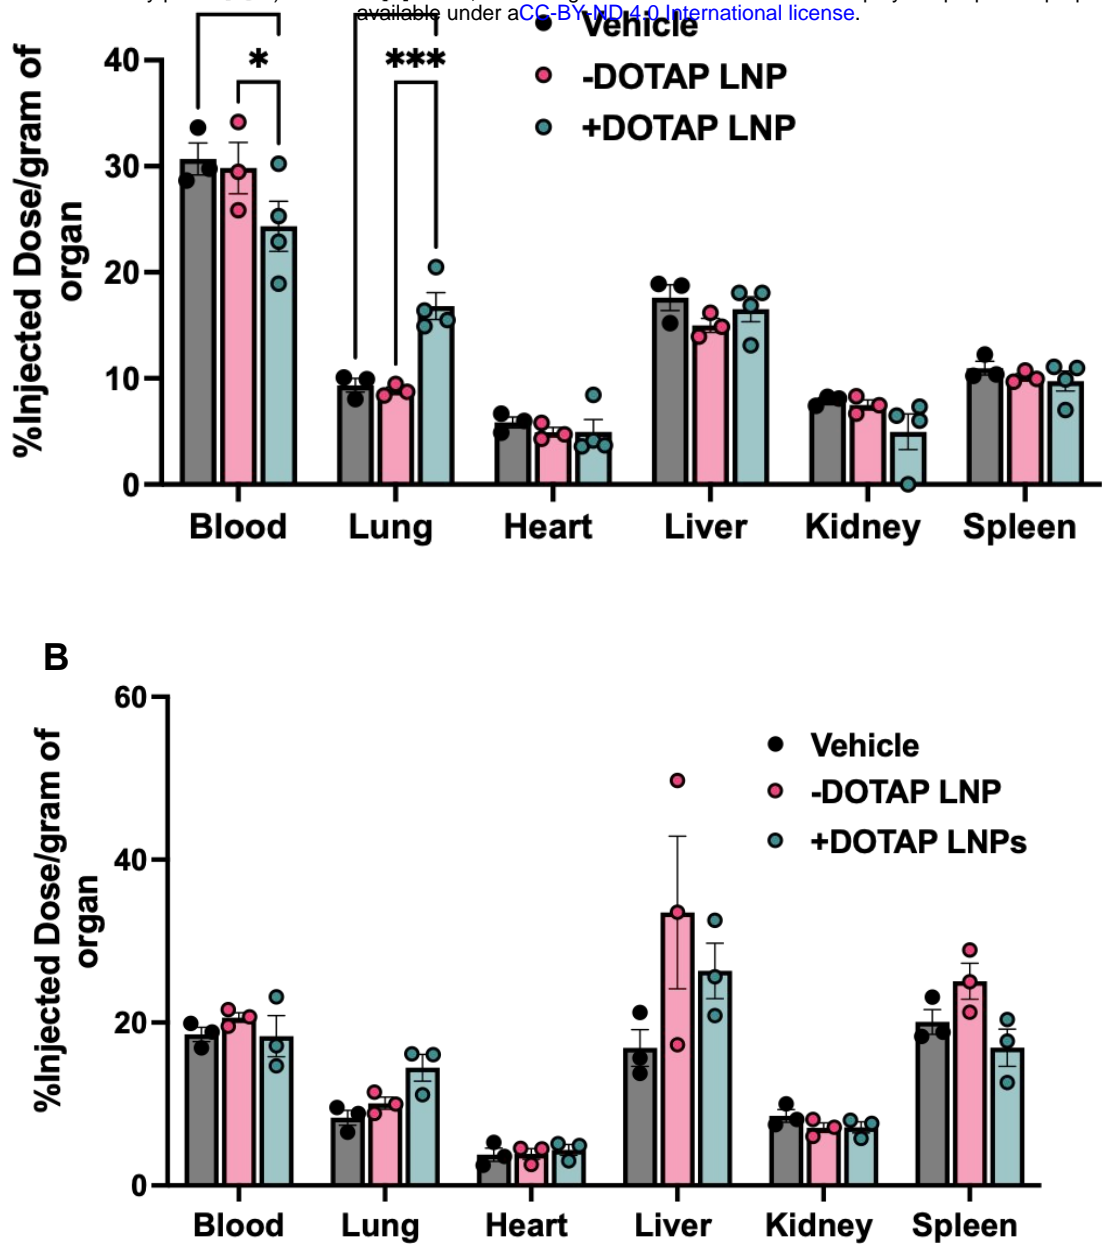 available under aCC-BY-ND 4.0 International license.
Vehicle
-DOTAP LNP
+DOTAP LNP
%Injected Dose/gram of
organ
40
30
20
10
0
*
***
Blood Lung Heart Liver Kidney Spleen
B
60
40
20
0
%Injected Dose/gram of
organ
Vehicle
-DOTAP LNP
+DOTAP LNPs
Blood Lung Heart Liver Kidney Spleen